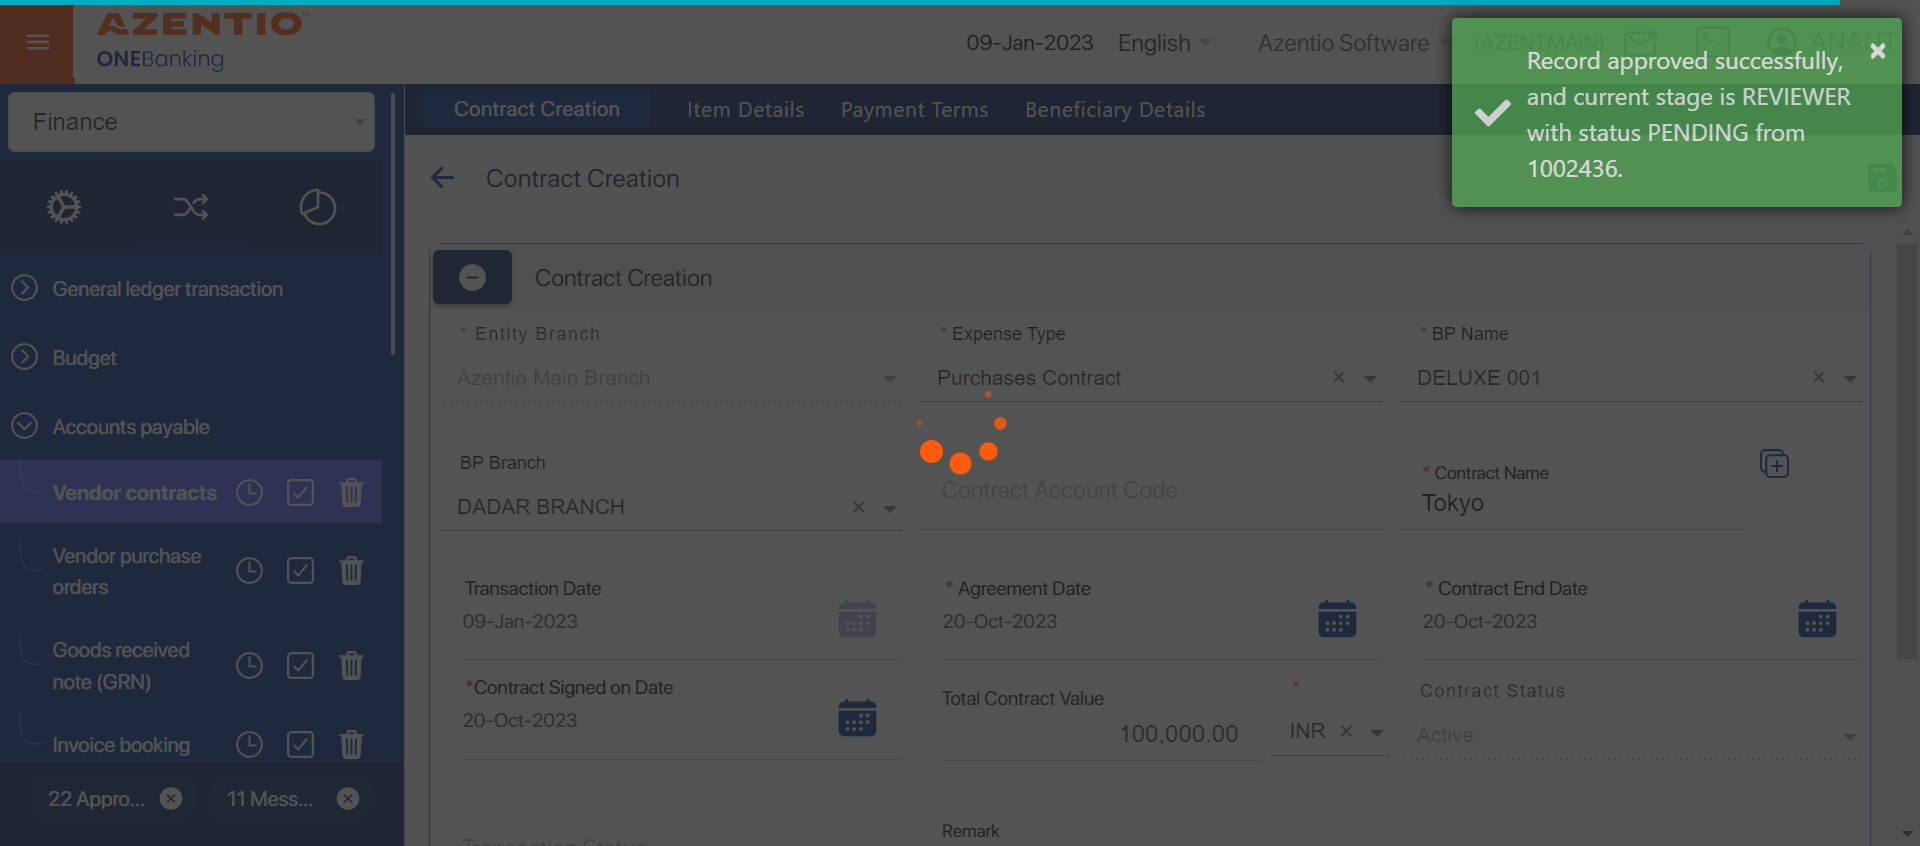 AZENTIO
ONEBanking
09-Jan-2023
English
Azentio Software
(AZENTMAIN)
ANANT
Record approved successfully,
and current stage is REVIEWER
with status PENDING from
1002436.
Finance
Contract Creation
Item Details
Payment Terms
Beneficiary Details
Contract Creation
General ledger transaction
Budget
Accounts payable
Vendor contracts
Vendor purchase
orders
Goods received
note (GRN)
Invoice booking
22 Appro...
11 Mess...
Contract Creation
* Entity Branch
Azentio Main Branch
* Expense Type
Purchases Contract
* BP Name
DELUXE 001
BP Branch
DADAR BRANCH
Contract Account Code
* Contract Name
Tokyo
Transaction Date
09-Jan-2023
* Agreement Date
20-Oct-2023
* Contract End Date
20-Oct-2023
*Contract Signed on Date
20-Oct-2023
Total Contract Value
100,000.00
*
INR
Contract Status
Active
Transaction Status
Remark